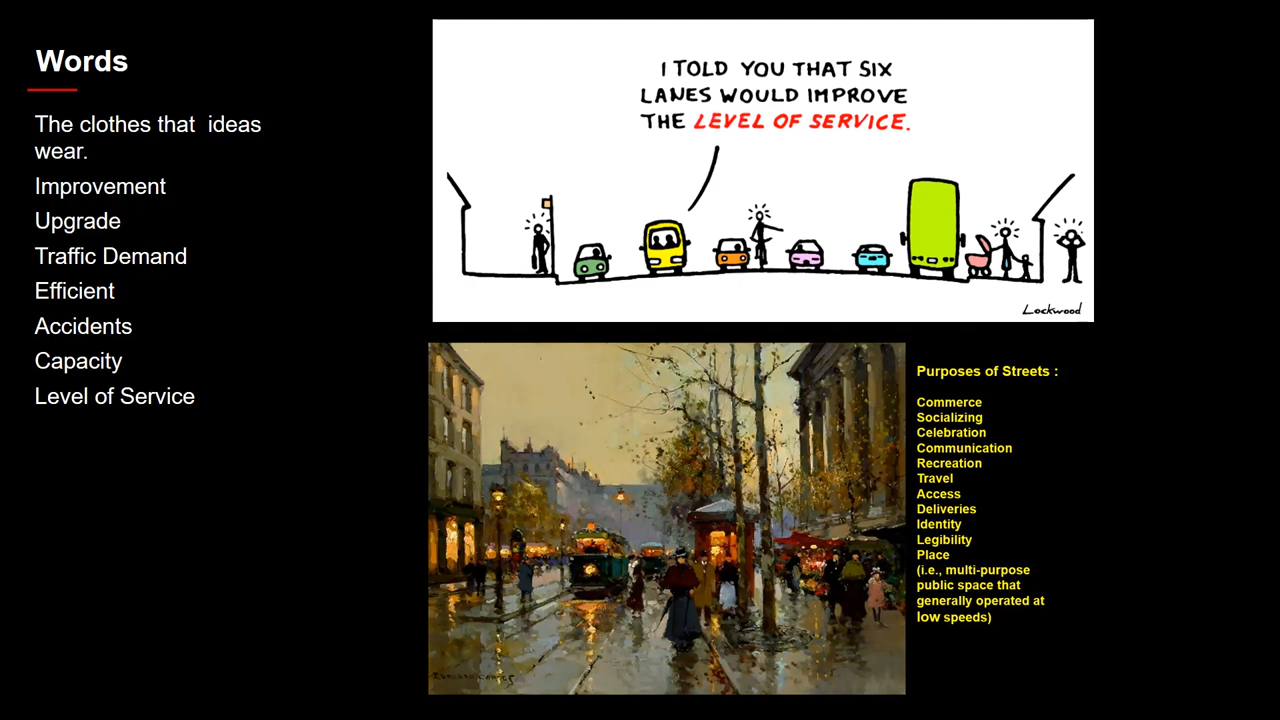 Words
The clothes that  ideas
wear.
Improvement
Upgrade
Traffic Demand
Efficient
Accidents
Capacity
Level of Service
I TOLD YOU THAT SIX
LANES WOULD IMPROVE
THE LEVEL OF SERVICE.
Lockwood
Purposes of Streets :
Commerce
Socializing
Celebration
Communication
Recreation
Travel
Access
Deliveries
Identity
Legibility
Place
(i.e., multi-purpose
public space that
generally operated at
low speeds)